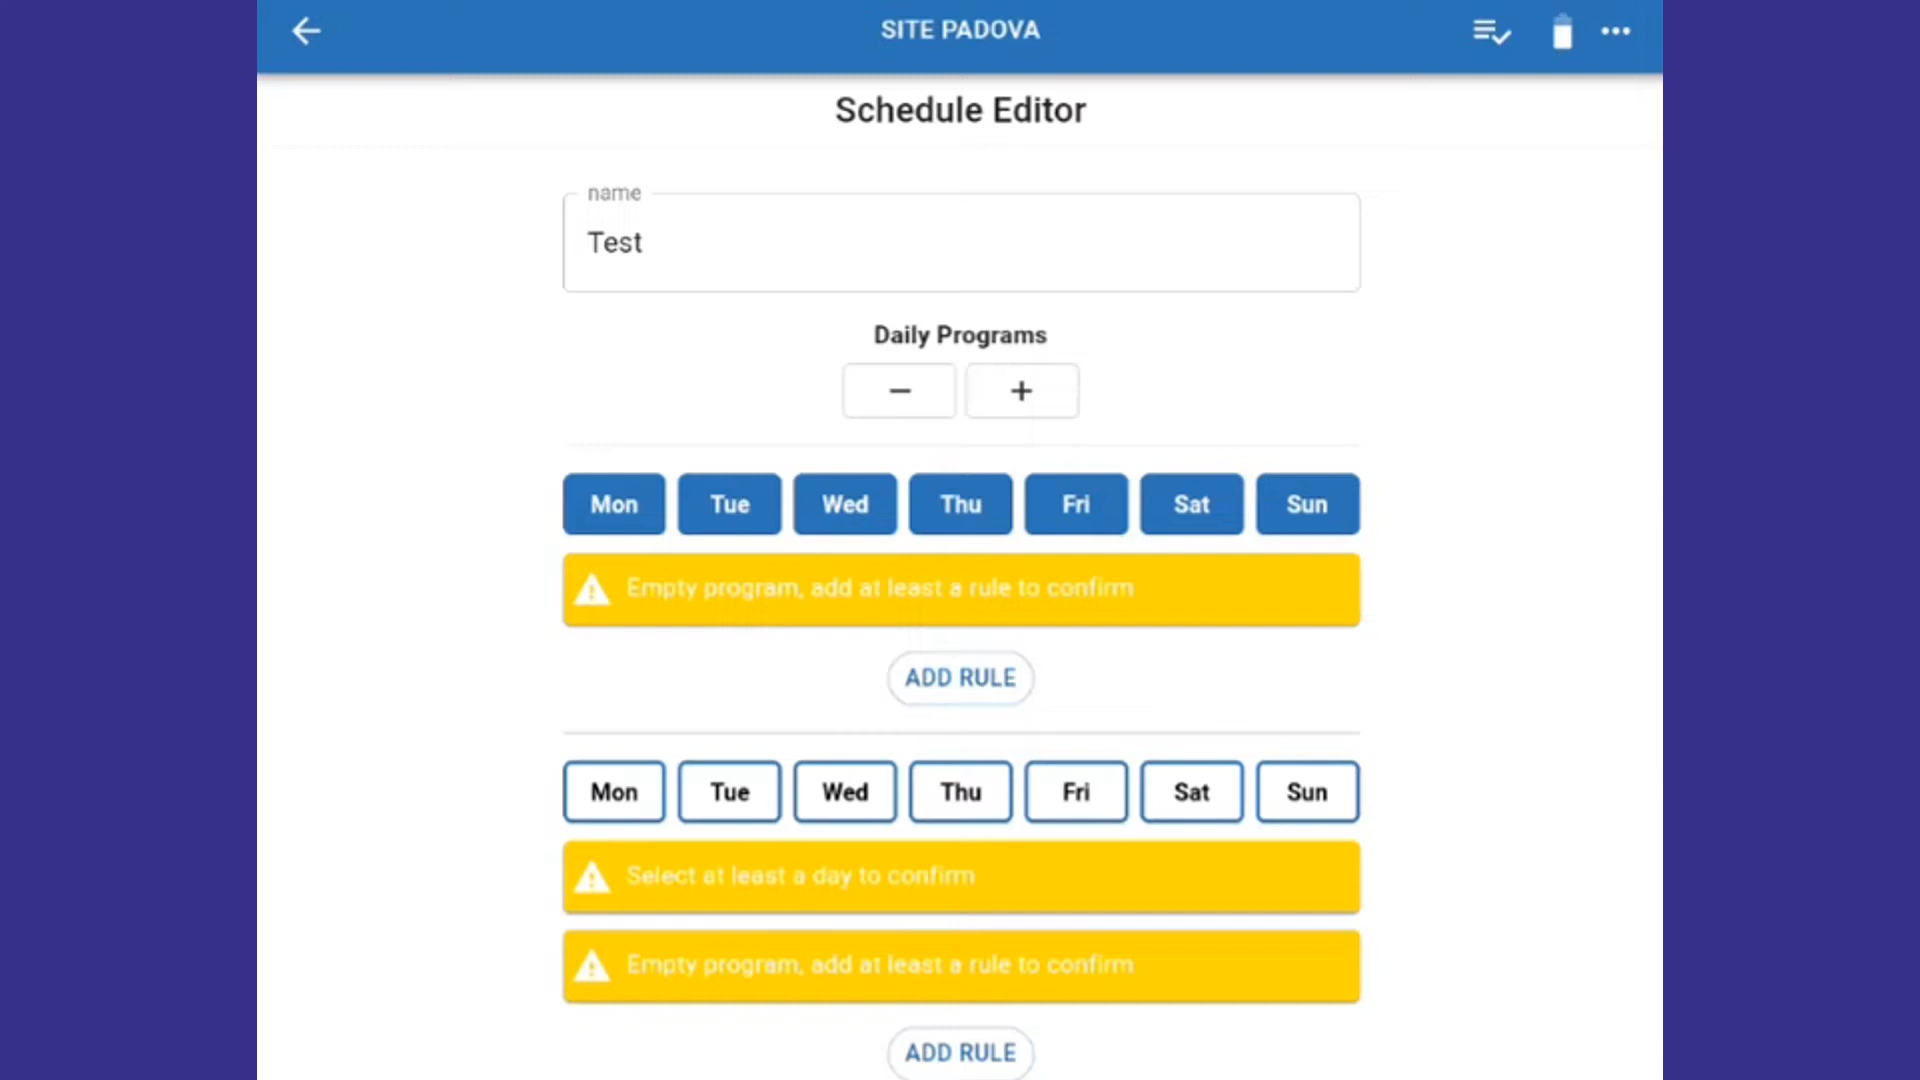 SITE PADOVA
Schedule Editor
name
Test
Daily Programs
Mon Tue Wed Thu Fri Sat Sun
Empty program, add at least a rule to confirm
ADD RULE
Mon Tue Wed Thu Fri Sat Sun
Select at least a day to confirm
Empty program, add at least a rule to confirm
ADD RULE